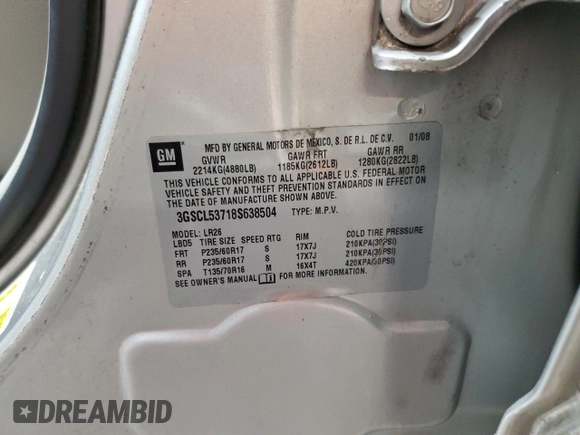 GM
MFD BY GENERAL MOTORS DE MEXICO, S. DE R.L. DE C.V. 01/08
GVWR GAWR FRT GAWR RR
2214KG(4880LB) 1185KG(2612LB) 1280KG(2822LB)
THIS VEHICLE CONFORMS TO ALL APPLICABLE U.S. FEDERAL MOTOR
VEHICLE SAFETY AND THEFT PREVENTION STANDARDS IN EFFECT ON
THE DATE OF MANUFACTURE SHOWN ABOVE.
3GSCL53718S638504 TYPE: M.P.V.
MODEL: LR26
LBD5 TIRE SIZE SPEED RTG RIM COLD TIRE PRESSURE
FRT P235/60R17 S 17X7J 210KPA(30PSI)
RR P235/60R17 S 17X7J 210KPA(30PSI)
SPA T135/70R16 M 16X4T 420KPA(60PSI)
SEE OWNER'S MANUAL FOR MORE INFORMATION
DREAMBID